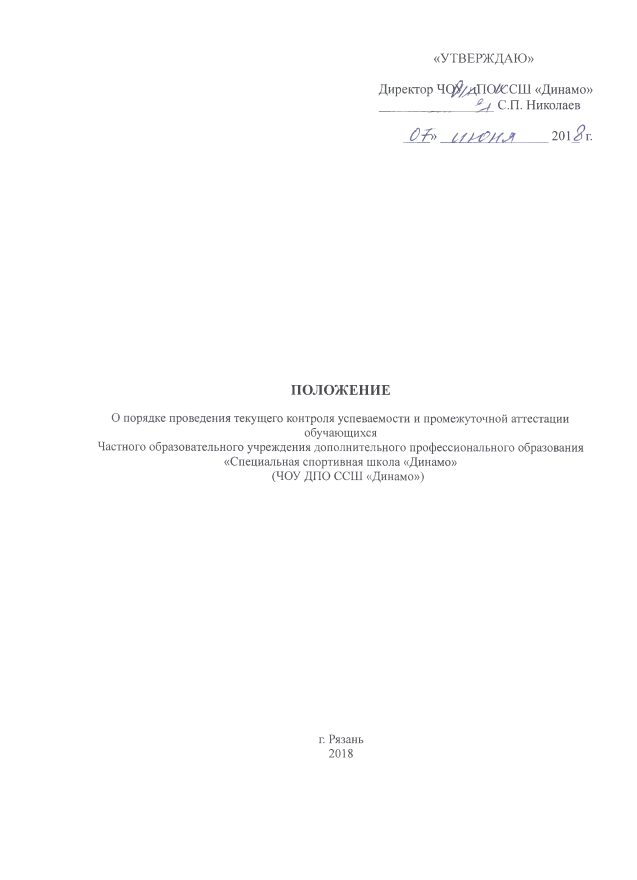 «УТВЕРЖДАЮ»
Директор ЧОУ ДПО ССШ «Динамо»
С.П. Николаев
07» июня 2018 г.
ПОЛОЖЕНИЕ
О порядке проведения текущего контроля успеваемости и промежуточной аттестации
обучающихся
Частного образовательного учреждения дополнительного профессионального образования
«Специальная спортивная школа «Динамо»
(ЧОУ ДПО ССШ «Динамо»)
г. Рязань
2018